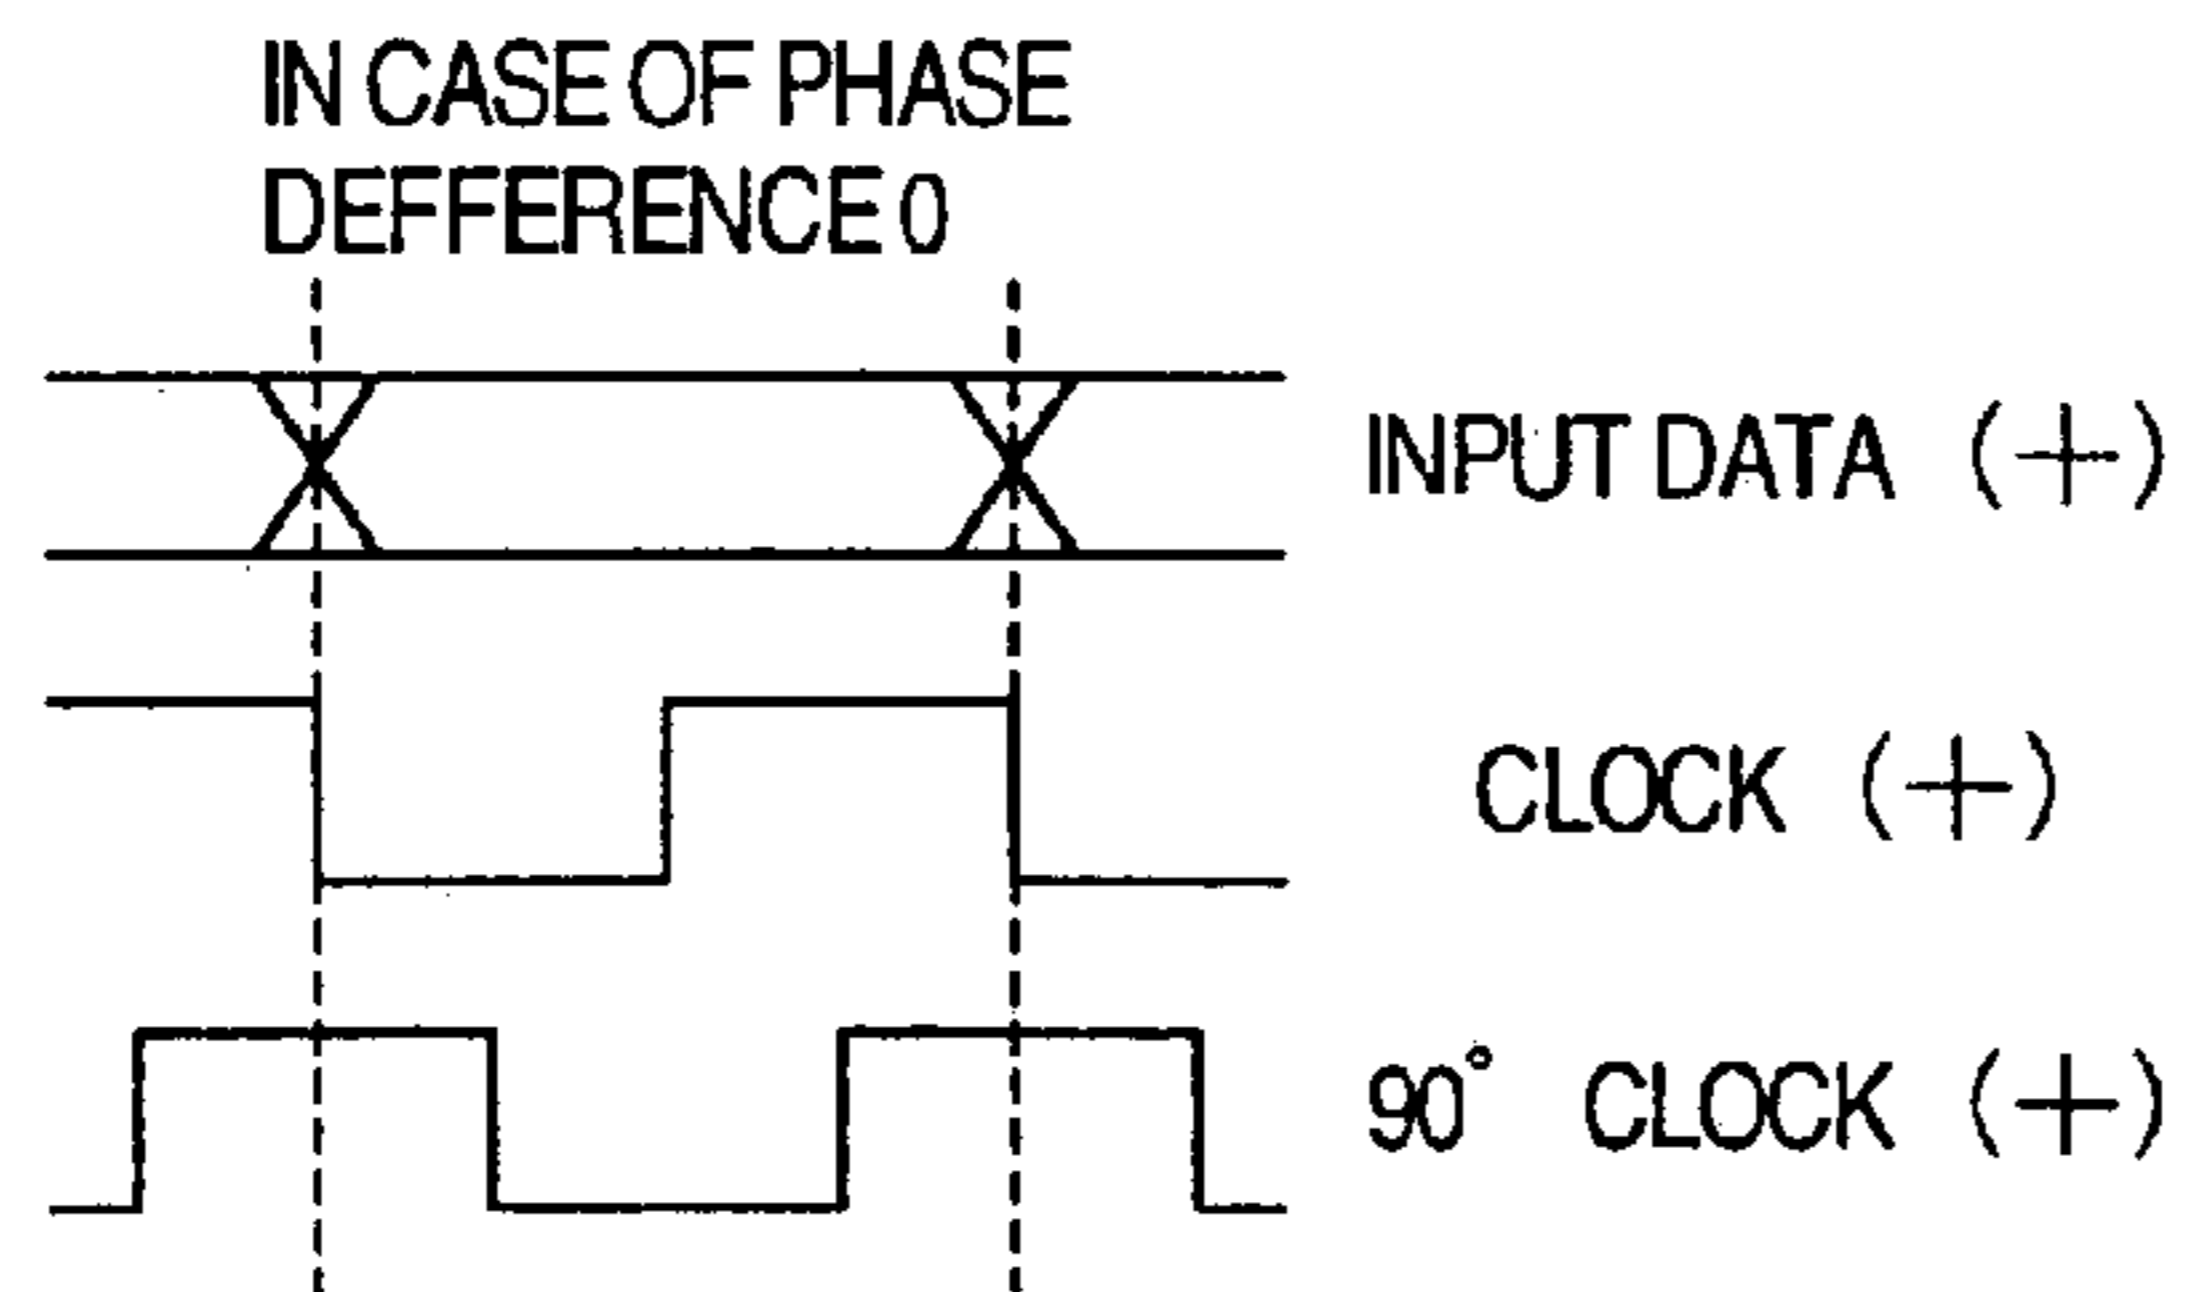 IN CASE OF PHASE
DEFFERENCE 0
INPUT DATA (+)
CLOCK (+)
90° CLOCK (+)